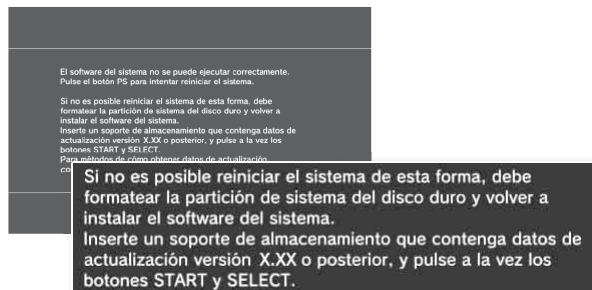 El software del sistema no se puede ejecutar correctamente.
Pulse el botón PS para intentar reiniciar el sistema.
Si no es posible reiniciar el sistema de esta forma, debe
formatear la partición de sistema del disco duro y volver a
instalar el software del sistema.
Inserte un soporte de almacenamiento que contenga datos de
actualización versión X.XX o posterior, y pulse a la vez los
botones START y SELECT.
Para métodos de cómo obtener datos de actualización,
Si no es posible reiniciar el sistema de esta forma, debe
formatear la partición de sistema del disco duro y volver a
instalar el software del sistema.
Inserte un soporte de almacenamiento que contenga datos de
actualización versión X.XX o posterior, y pulse a la vez los
botones START y SELECT.